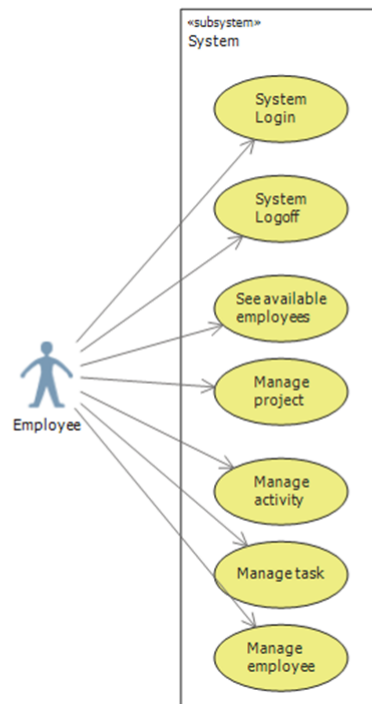 «subsystem»
System
System
Login
System
Logoff
See available
employees
Manage
project
Employee
Manage
activity
Manage task
Manage
employee